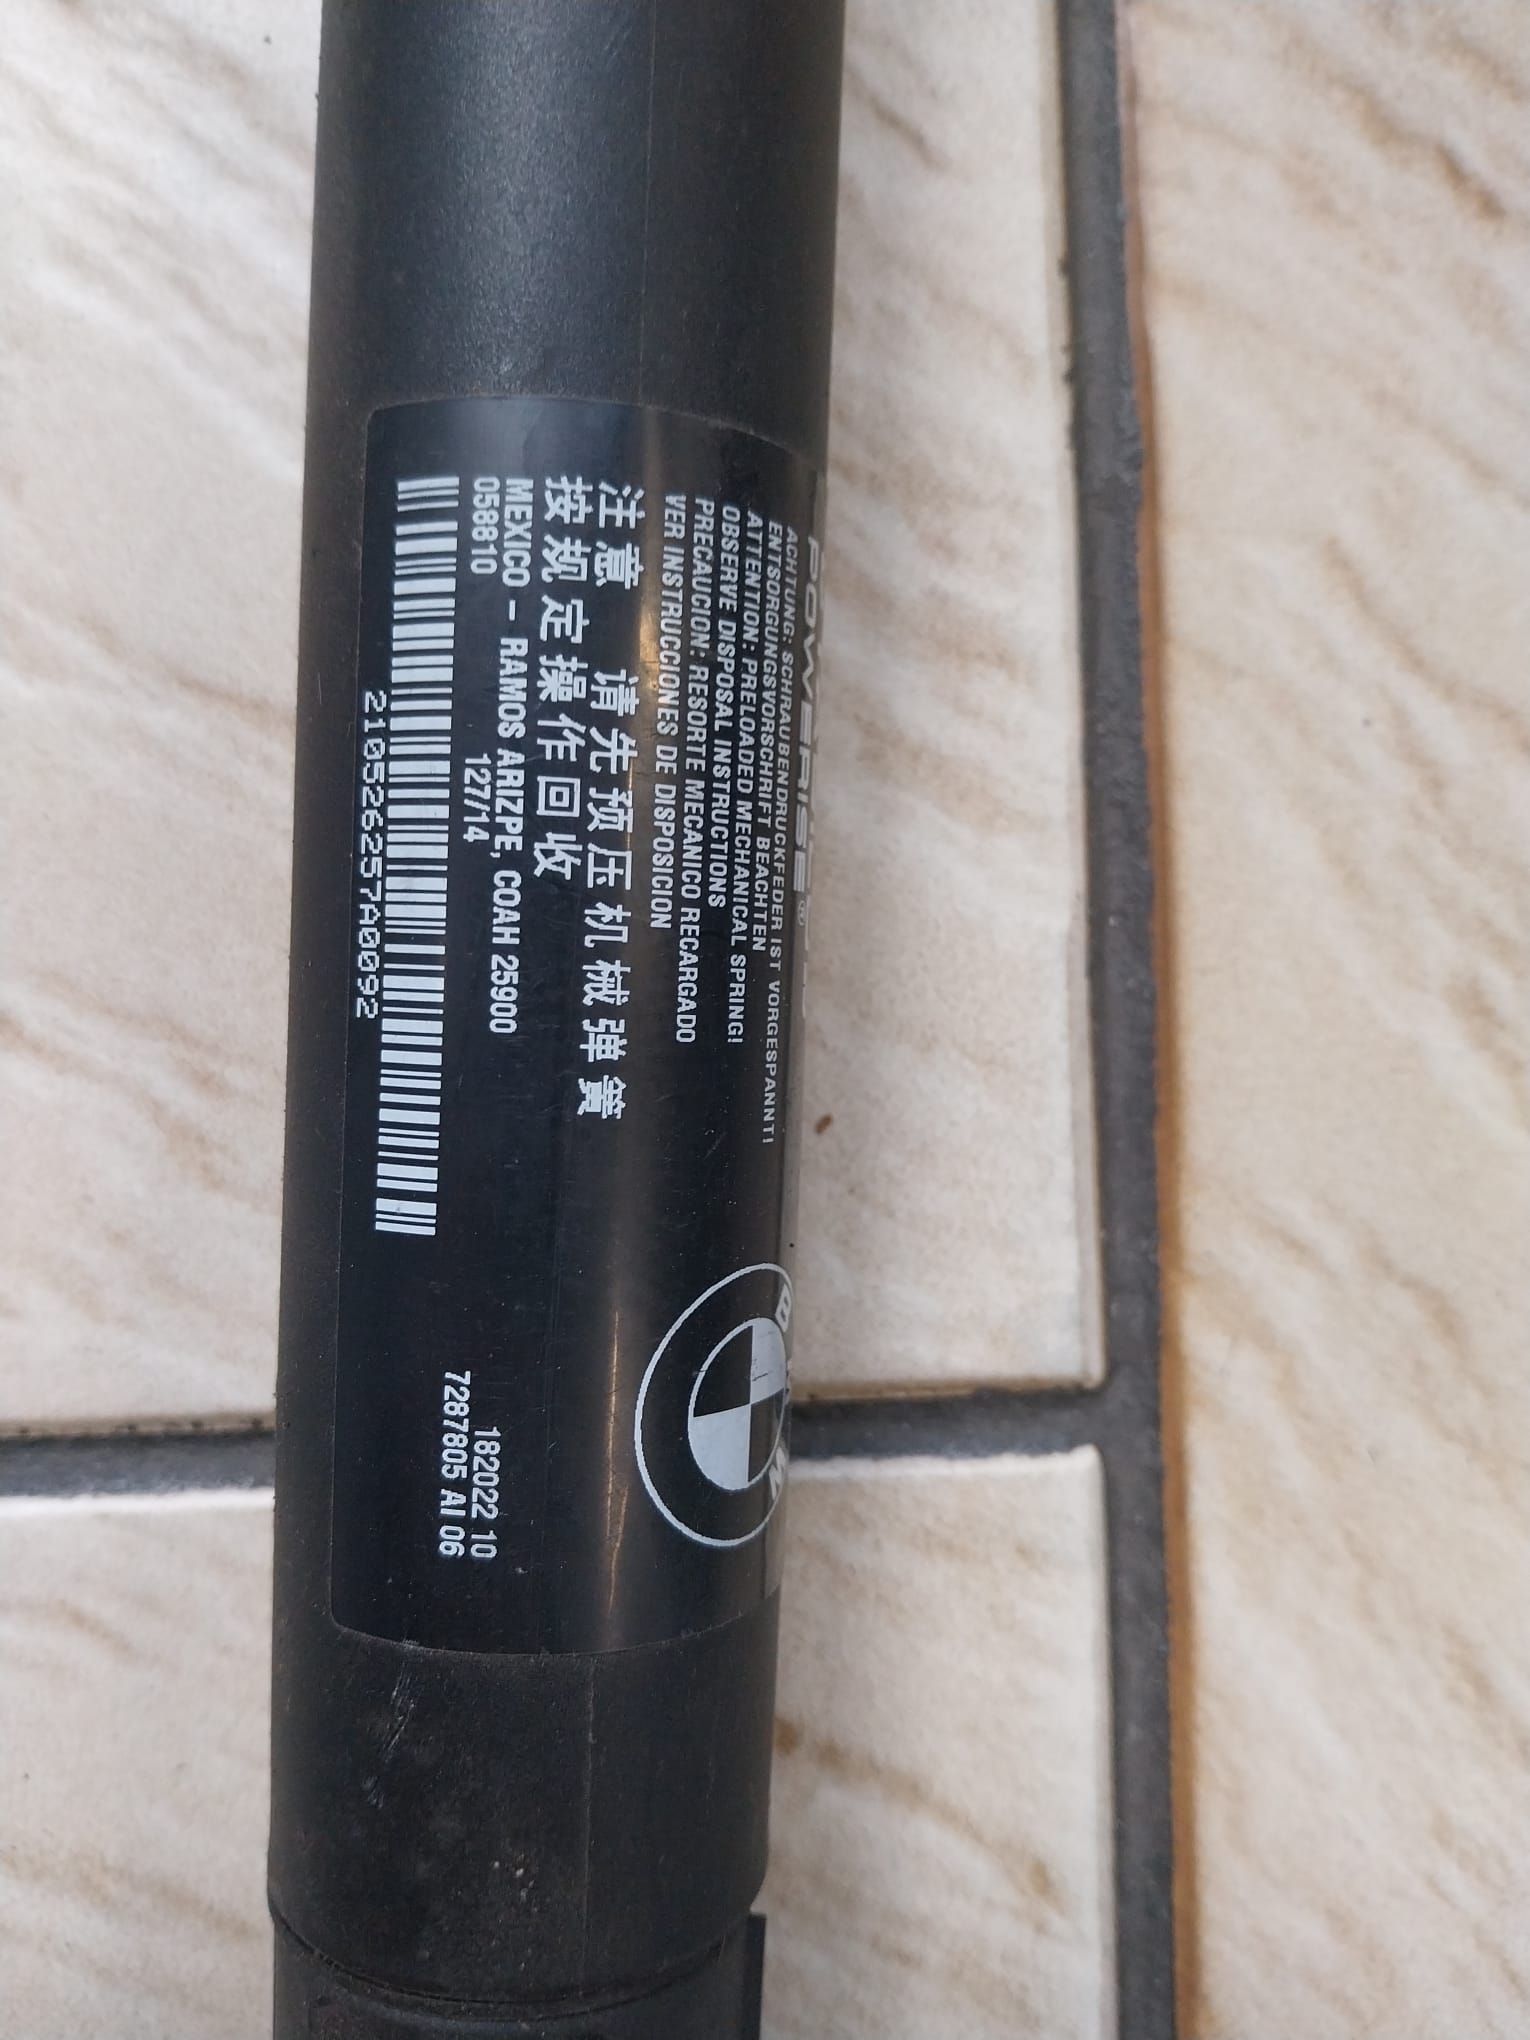 POWERISE®
ACHTUNG: SCHRAUBENDRUCKFEDER IST VORGESPANNT!
ENTSORGUNGSVORSCHRIFT BEACHTEN
ATTENTION: PRELOADED MECHANICAL SPRING!
OBSERVE DISPOSAL INSTRUCTIONS
PRECAUCION: RESORTE MECANICO RECARGADO
VER INSTRUCCIONES DE DISPOSICION
注意 请先预压机械弹簧
按规定操作回收
MEXICO - RAMOS ARIZPE, COAH 25900
058810 127/14
210526257A0092
BMW
182022 10
7287805 AI 06